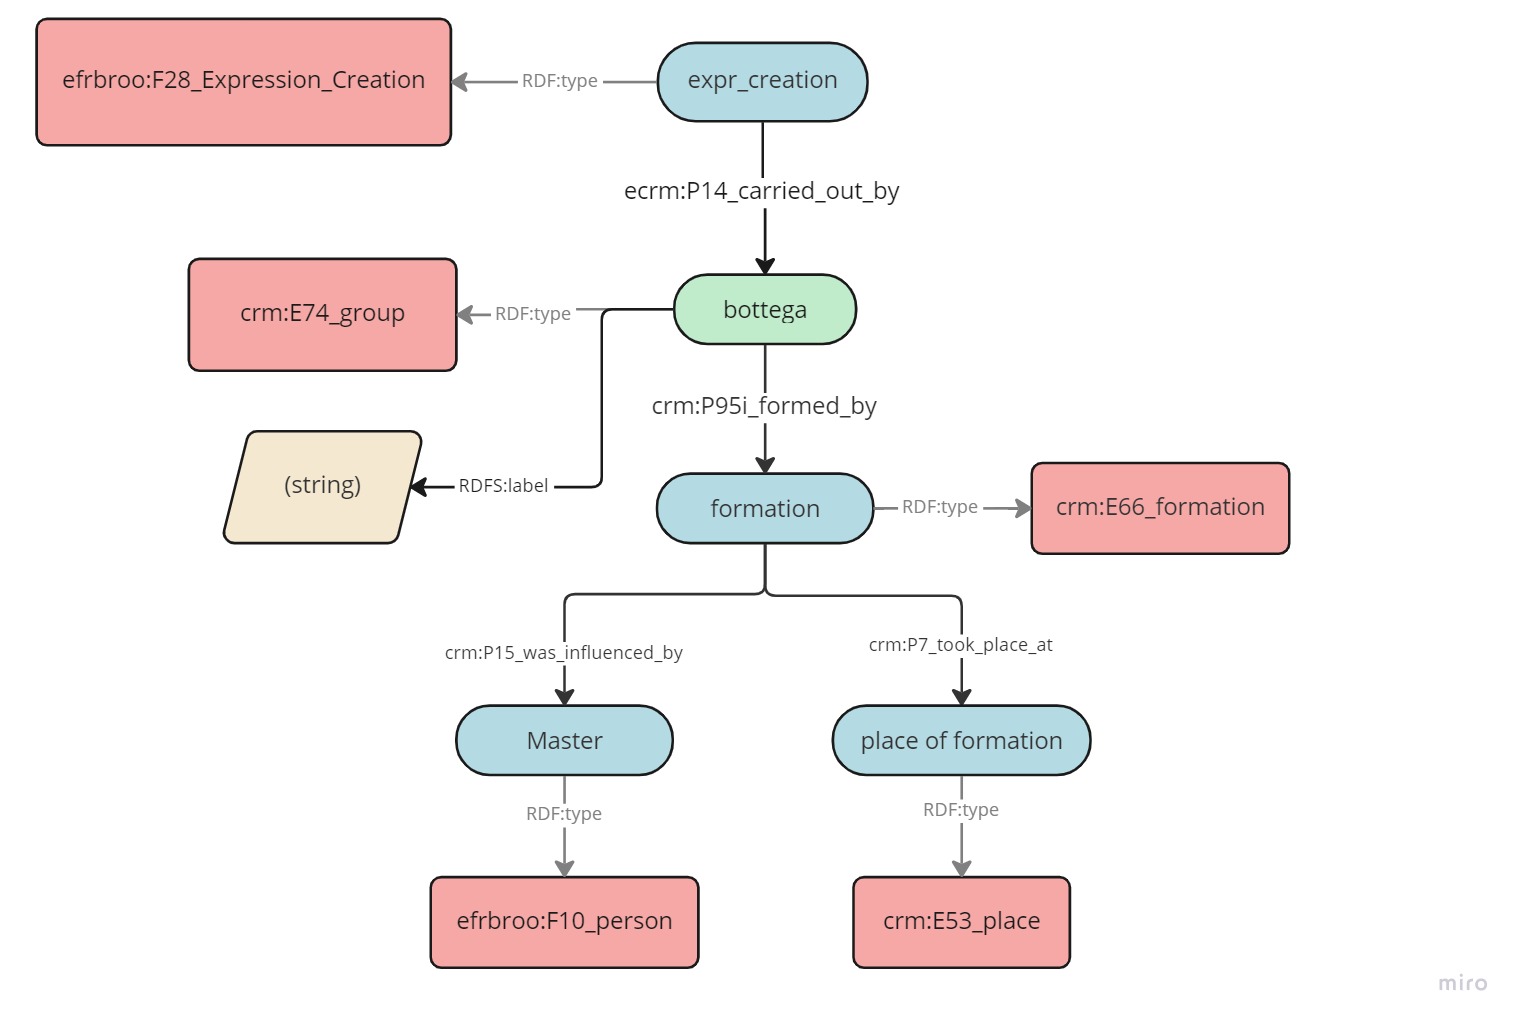 efrbroo:F28_Expression_Creation
RDF:type
expr_creation
ecrm:P14_carried_out_by
crm:E74_group
RDF:type
bottega
crm:P95i_formed_by
(string)
RDFS:label
formation
RDF:type
crm:E66_formation
crm:P15_was_influenced_by
crm:P7_took_place_at
Master
place of formation
RDF:type
RDF:type
efrbroo:F10_person
crm:E53_place
miro